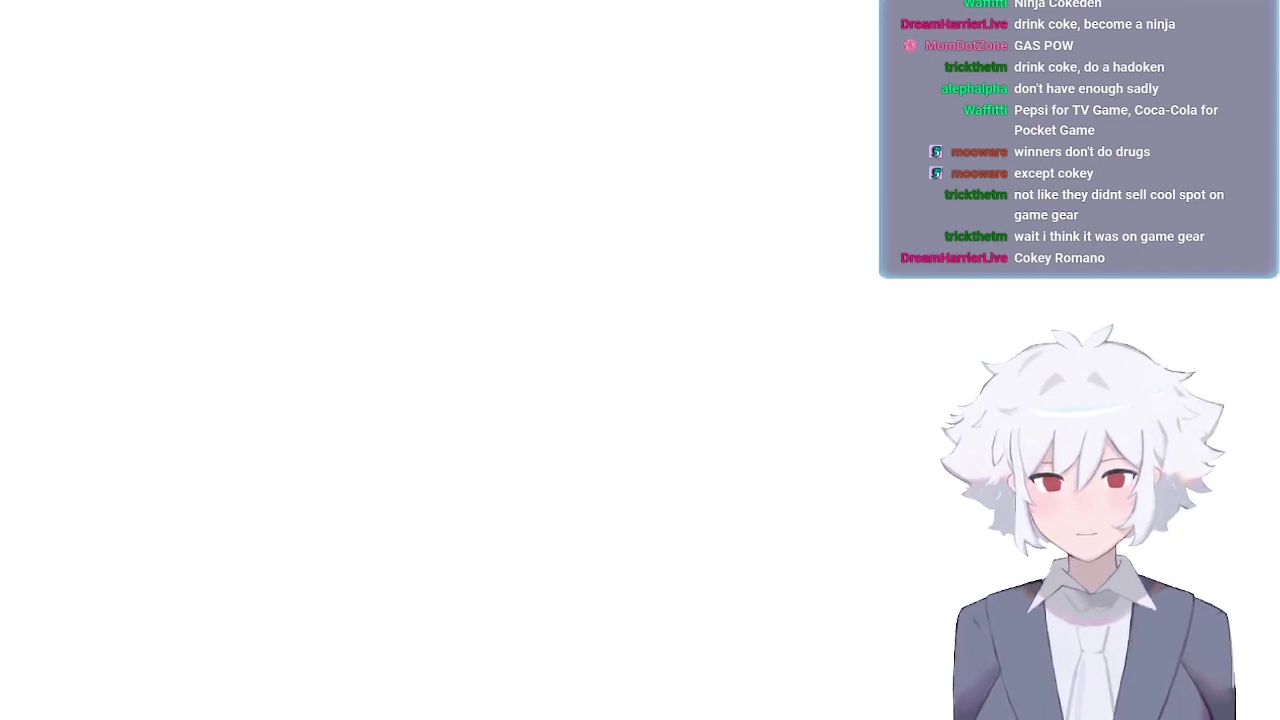 Waffitti Ninja Cokeden
DreamHarrierLive drink coke, become a ninja
MomDotZone GAS POW
trickthetm drink coke, do a hadoken
alephalpha don't have enough sadly
Waffitti Pepsi for TV Game, Coca-Cola for
Pocket Game
mooware winners don't do drugs
mooware except cokey
trickthetm not like they didnt sell cool spot on
game gear
trickthetm wait i think it was on game gear
DreamHarrierLive Cokey Romano